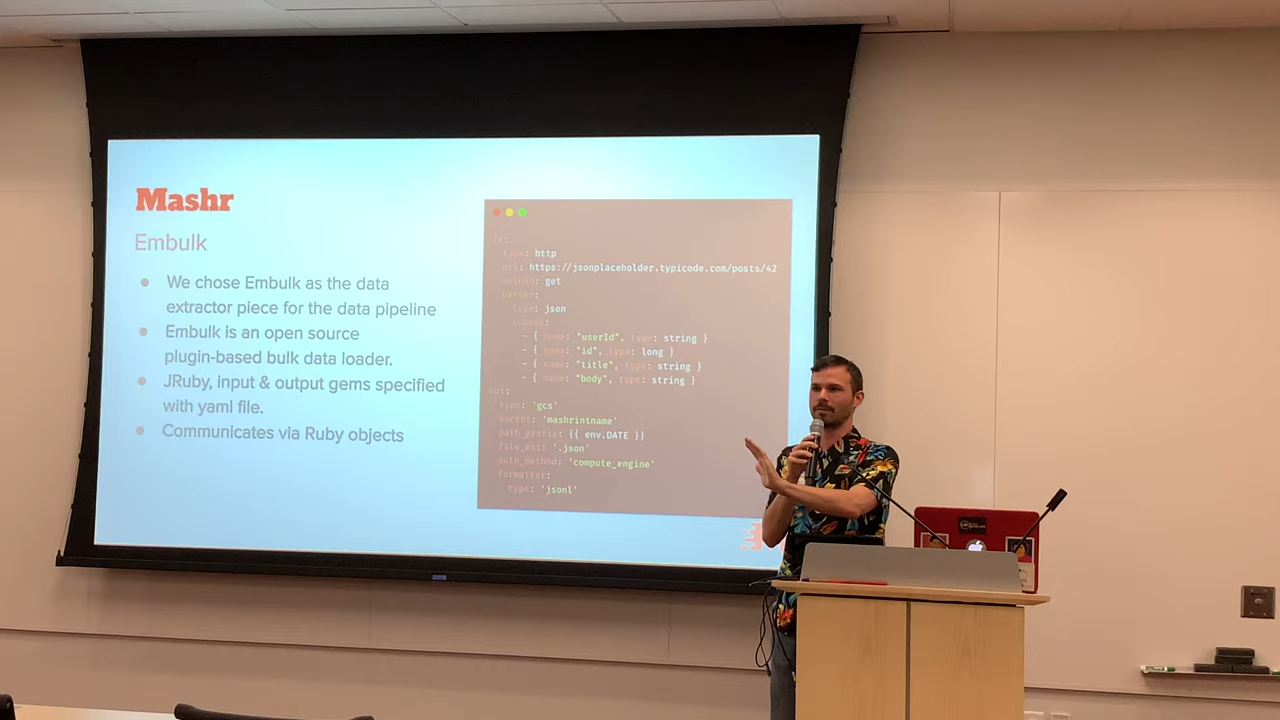 Mashr
Embulk
● We chose Embulk as the data
extractor piece for the data pipeline
● Embulk is an open source
plugin-based bulk data loader.
● JRuby, input & output gems specified
with yaml file.
● Communicates via Ruby objects
in:
type: http
url: https://jsonplaceholder.typicode.com/posts/42
method: get
parser:
type: json
schema:
- { name: "userId", type: string }
- { name: "id", type: long }
- { name: "title", type: string }
- { name: "body", type: string }
out:
type: 'gcs'
bucket: 'mashrintname'
path_prefix: {{ env.DATE }}
file_ext: '.json'
auth_method: 'compute_engine'
formatter:
type: 'jsonl'